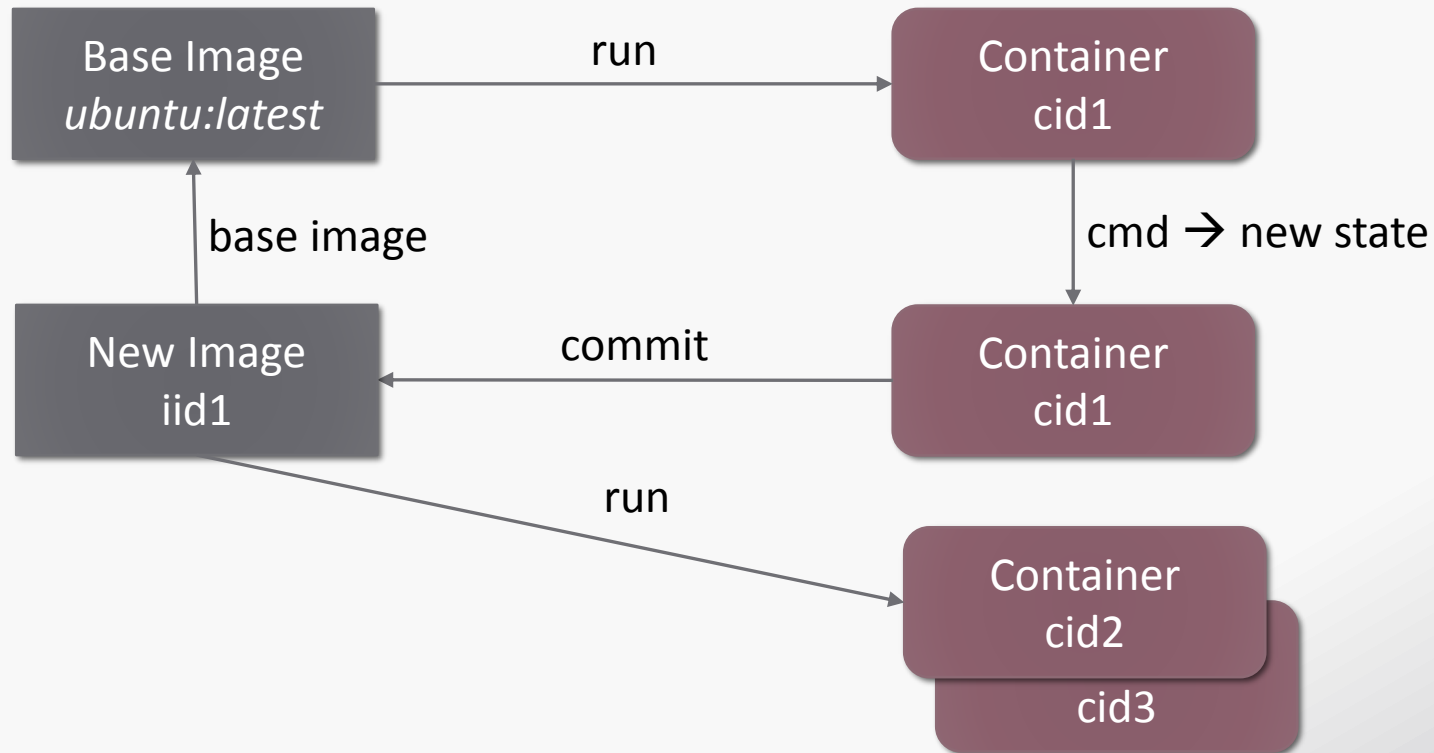 Base Image
ubuntu:latest
run
Container
cid1
base image
cmd → new state
New Image
iid1
commit
Container
cid1
run
Container
cid2
cid3